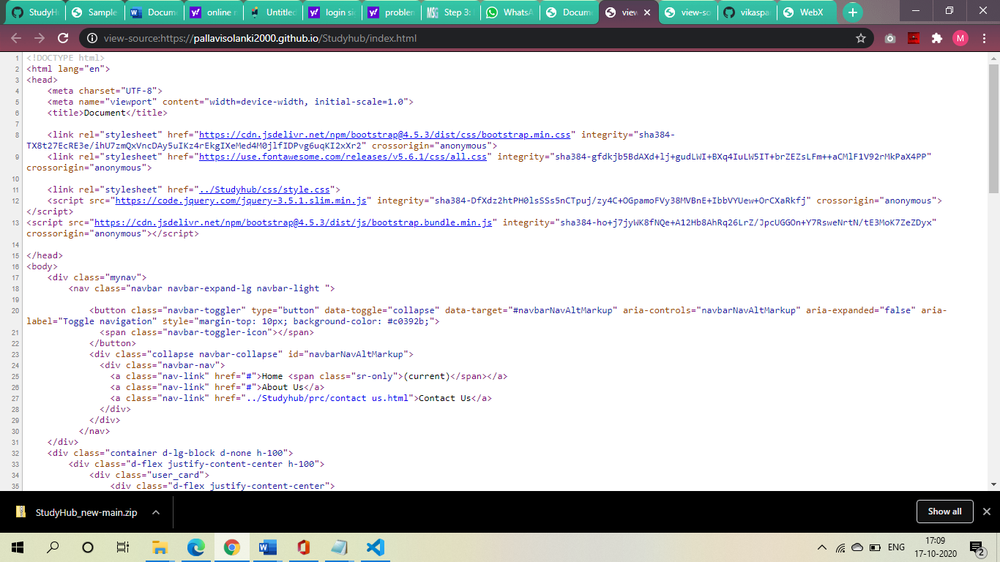 StudyHu
Sample
Docume
online r
Untitled
login si
problem
Step 3:
WhatsA
Docume
view
view-so
vikaspa
WebX
view-source:https://pallavisolanki2000.github.io/Studyhub/index.html
M
1 <!DOCTYPE html>
2 <html lang="en">
3 <head>
4 <meta charset="UTF-8">
5 <meta name="viewport" content="width=device-width, initial-scale=1.0">
6 <title>Document</title>
7
8 <link rel="stylesheet" href="https://cdn.jsdelivr.net/npm/bootstrap@4.5.3/dist/css/bootstrap.min.css" integrity="sha384-
TX8t27EcRE3e/ihU7zmQxVncDAy5uIKz4rEkgIXeMed4M0jlfIDPvg6uqKI2xXr2" crossorigin="anonymous">
9 <link rel="stylesheet" href="https://use.fontawesome.com/releases/v5.6.1/css/all.css" integrity="sha384-gfdkjb5BdAXd+lj+gudLWI+BXq4IuLW5IT+brZEZsLFm++aCMlF1V92rMkPaX4PP"
crossorigin="anonymous">
10
11 <link rel="stylesheet" href="../Studyhub/css/style.css">
12 <script src="https://code.jquery.com/jquery-3.5.1.slim.min.js" integrity="sha384-DfXdz2htPH0lsSSs5nCTpuj/zy4C+OGpamoFVy38MVBnE+IbbVYUew+OrCXaRkfj" crossorigin="anonymous">
</script>
13 <script src="https://cdn.jsdelivr.net/npm/bootstrap@4.5.3/dist/js/bootstrap.bundle.min.js" integrity="sha384-ho+j7jyWK8fNQe+A12Hb8AhRq26LrZ/JpcUGGOn+Y7RsweNrtN/tE3MoK7ZeZDyx"
crossorigin="anonymous"></script>
14
15 </head>
16 <body>
17 <div class="mynav">
18 <nav class="navbar navbar-expand-lg navbar-light ">
19
20 <button class="navbar-toggler" type="button" data-toggle="collapse" data-target="#navbarNavAltMarkup" aria-controls="navbarNavAltMarkup" aria-expanded="false" aria-
label="Toggle navigation" style="margin-top: 10px; background-color: #c0392b;">
21 <span class="navbar-toggler-icon"></span>
22 </button>
23 <div class="collapse navbar-collapse" id="navbarNavAltMarkup">
24 <div class="navbar-nav">
25 <a class="nav-link" href="#">Home <span class="sr-only">(current)</span></a>
26 <a class="nav-link" href="#">About Us</a>
27 <a class="nav-link" href="../Studyhub/prc/contact us.html">Contact Us</a>
28 </div>
29 </div>
30 </nav>
31 </div>
32 <div class="container d-lg-block d-none h-100">
33 <div class="d-flex justify-content-center h-100">
34 <div class="user_card">
35 <div class="d-flex justify-content-center">
StudyHub_new-main.zip
Show all
ENG
17:09
17-10-2020
2